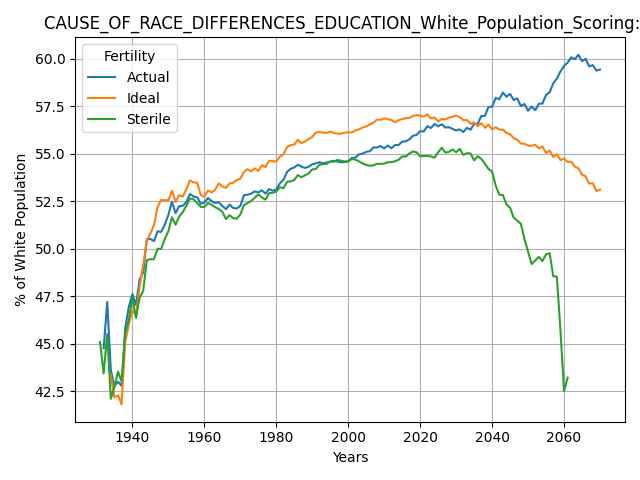 CAUSE_OF_RACE_DIFFERENCES_EDUCATION_White_Population_Scoring:
Fertility
Actual
Ideal
Sterile
% of White Population
60.0
57.5
55.0
52.5
50.0
47.5
45.0
42.5
1940 1960 1980 2000 2020 2040 2060
Years